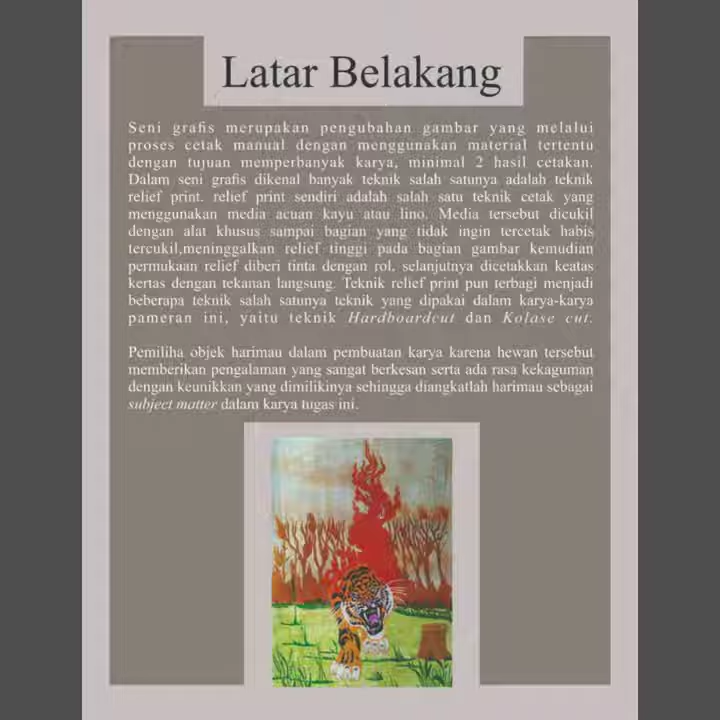 Latar Belakang
Seni grafis merupakan pengubahan gambar yang melalui
proses cetak manual dengan menggunakan material tertentu
dengan tujuan memperbanyak karya, minimal 2 hasil cetakan.
Dalam seni grafis dikenal banyak teknik salah satunya adalah teknik
relief print. relief print sendiri adalah salah satu teknik cetak yang
menggunakan media acuan kayu atau lino. Media tersebut dicukil
dengan alat khusus sampai bagian yang tidak ingin tercetak habis
tercukil,meninggalkan relief tinggi pada bagian gambar kemudian
permukaan relief diberi tinta dengan rol, selanjutnya dicetakkan keatas
kertas dengan tekanan langsung. Teknik relief print pun terbagi menjadi
beberapa teknik salah satunya teknik yang dipakai dalam karya-karya
pameran ini, yaitu teknik Hardboardcut dan Kolase cut.
Pemiliha objek harimau dalam pembuatan karya karena hewan tersebut
memberikan pengalaman yang sangat berkesan serta ada rasa kekaguman
dengan keunikkan yang dimilikinya sehingga diangkatlah harimau sebagai
subject matter dalam karya tugas ini.